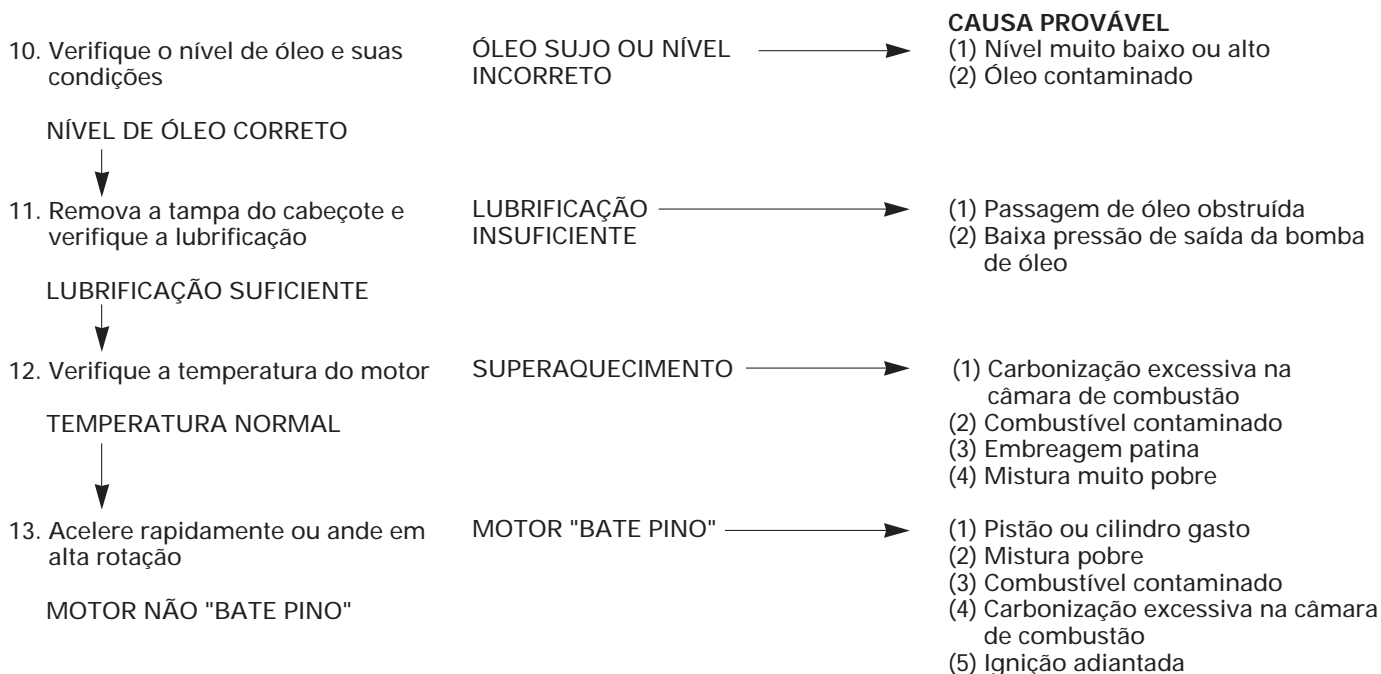 CAUSA PROVÁVEL
10. Verifique o nível de óleo e suas
condições
ÓLEO SUJO OU NÍVEL
INCORRETO
(1) Nível muito baixo ou alto
(2) Óleo contaminado
NÍVEL DE ÓLEO CORRETO
11. Remova a tampa do cabeçote e
verifique a lubrificação
LUBRIFICAÇÃO
INSUFICIENTE
(1) Passagem de óleo obstruída
(2) Baixa pressão de saída da bomba
de óleo
LUBRIFICAÇÃO SUFICIENTE
12. Verifique a temperatura do motor
SUPERAQUECIMENTO
(1) Carbonização excessiva na
câmara de combustão
(2) Combustível contaminado
(3) Embreagem patina
(4) Mistura muito pobre
TEMPERATURA NORMAL
13. Acelere rapidamente ou ande em
alta rotação
MOTOR "BATE PINO"
(1) Pistão ou cilindro gasto
(2) Mistura pobre
(3) Combustível contaminado
(4) Carbonização excessiva na câmara
de combustão
(5) Ignição adiantada
MOTOR NÃO "BATE PINO"